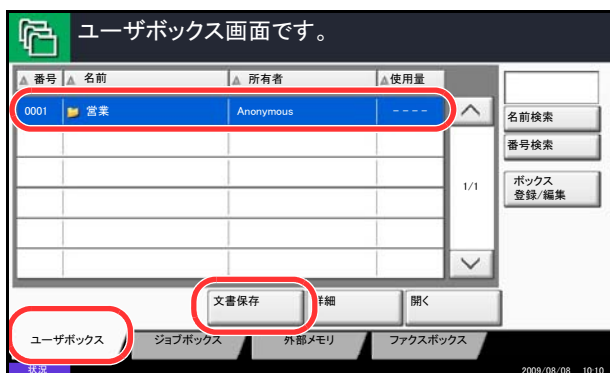 ユーザボックス画面です。
番号 名前 所有者 使用量
0001 営業 Anonymous ----
1/1
名前検索
番号検索
ボックス
登録/編集
文書保存 詳細 開く
ユーザボックス ジョブボックス 外部メモリ ファクスボックス
状況 2009/08/08 10:10